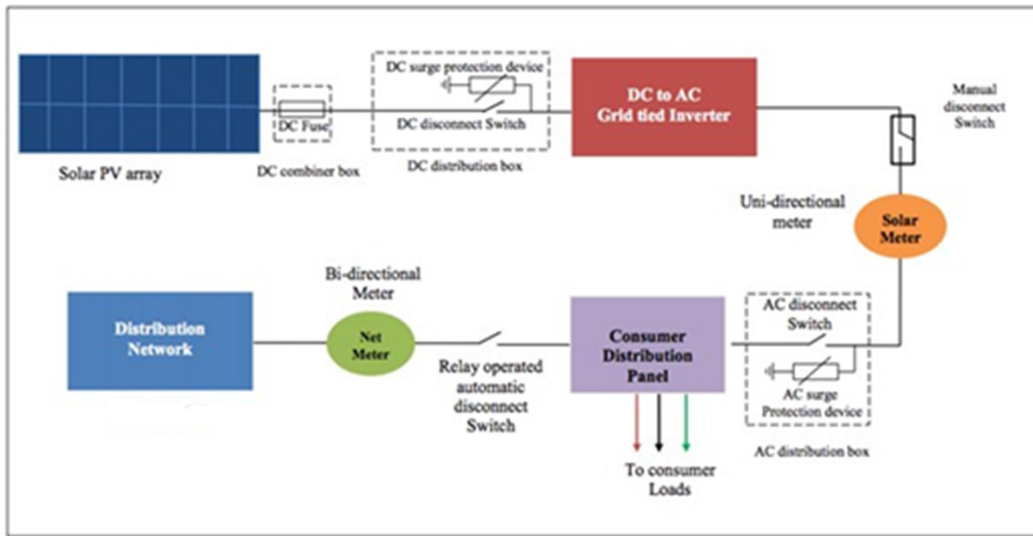 DC surge protection device
DC Fuse
DC disconnect Switch
Solar PV array
DC combiner box
DC distribution box
DC to AC
Grid tied Inverter
Manual
disconnect
Switch
Uni-directional
meter
Solar
Meter
Bi-directional
Meter
Distribution
Network
Net
Meter
Relay operated
automatic
disconnect
Switch
Consumer
Distribution
Panel
AC disconnect
Switch
AC surge
Protection device
AC distribution box
To consumer
Loads